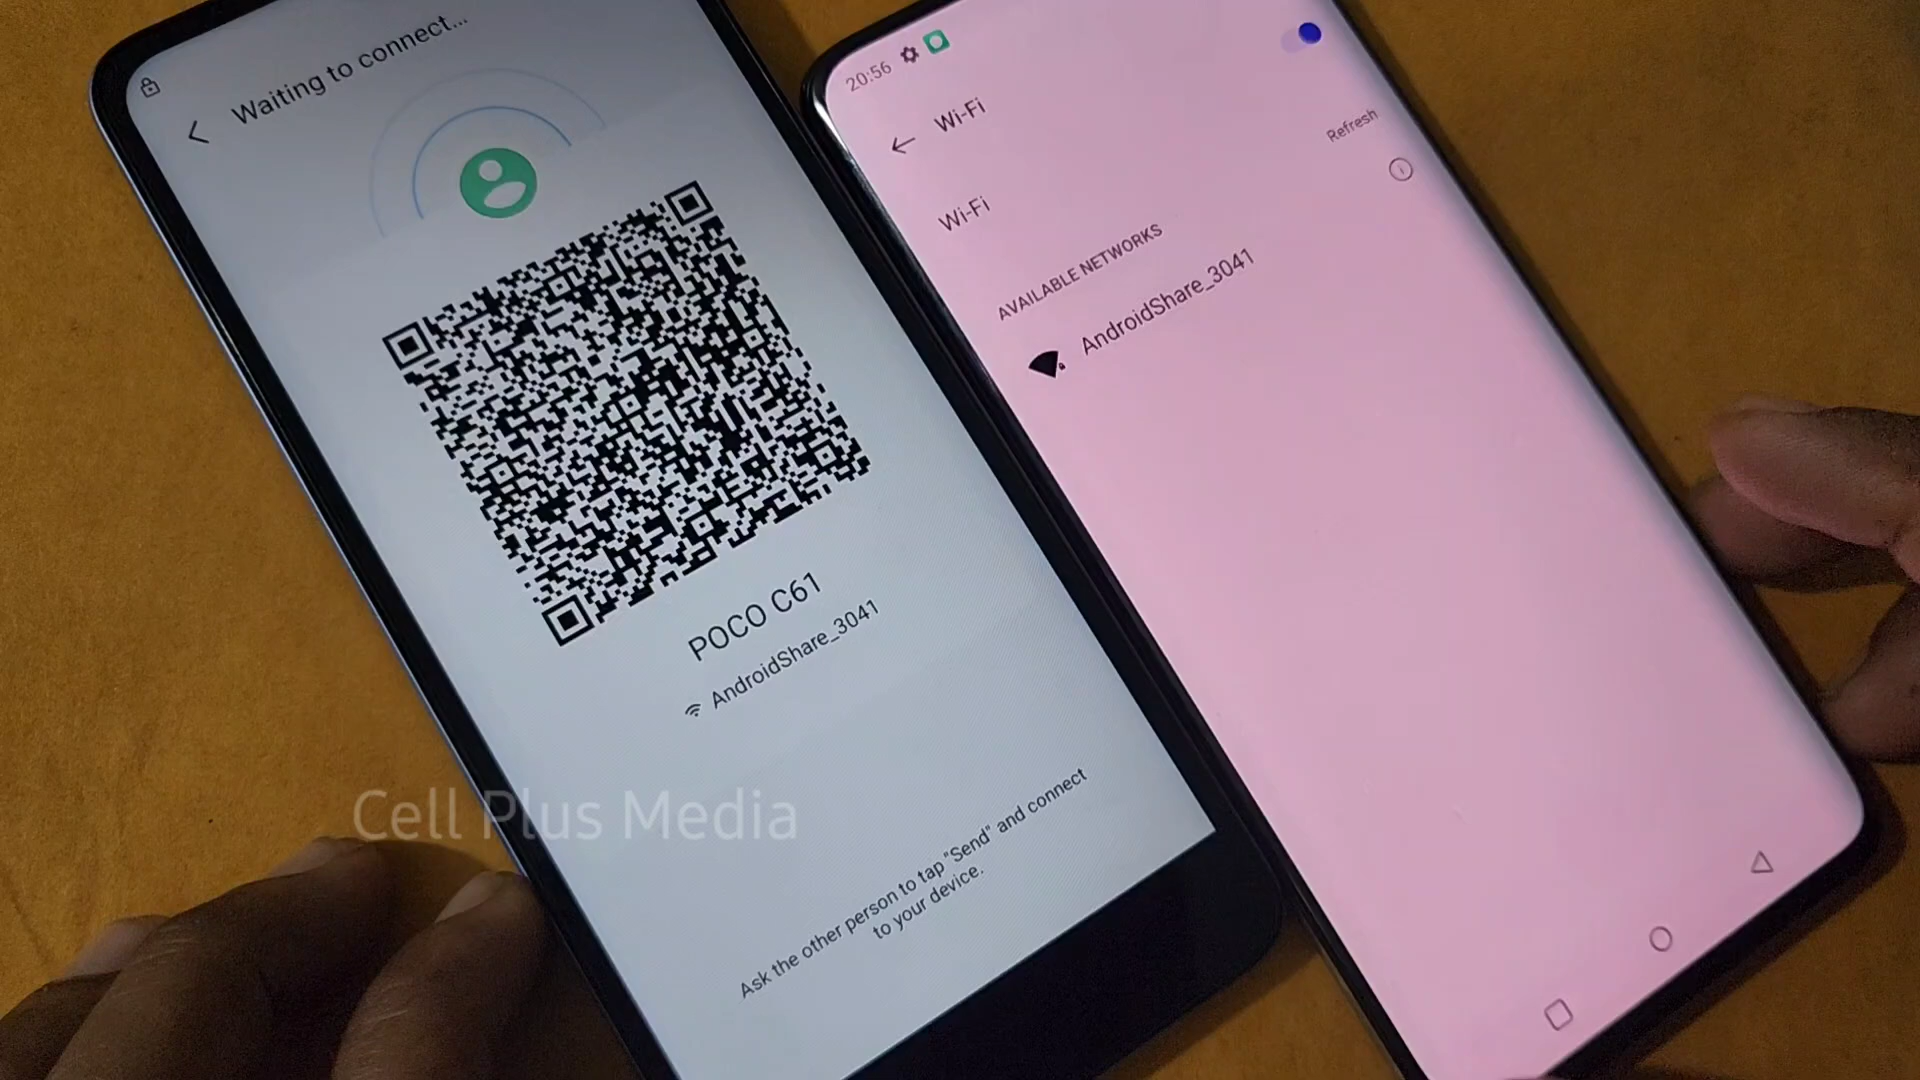 Waiting to connect...
POCO C61
AndroidShare_3041
Ask the other person to tap "Send" and connect
to your device.
20:56
Wi-Fi
Refresh
Wi-Fi
AVAILABLE NETWORKS
AndroidShare_3041
Cell Plus Media